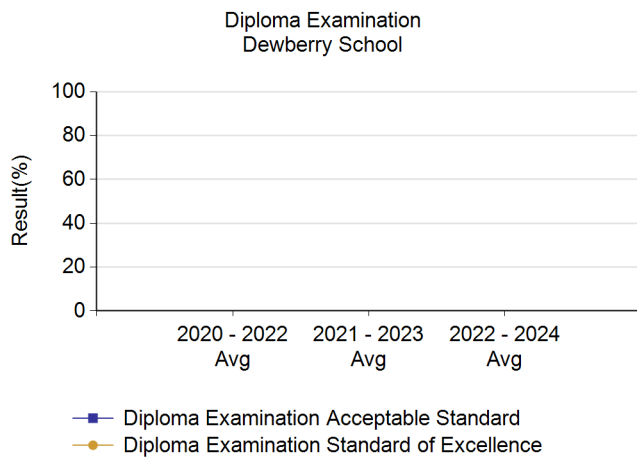 Diploma Examination
Dewberry School
Result(%)
100
80
60
40
20
0
2020 - 2022 Avg
2021 - 2023 Avg
2022 - 2024 Avg
Diploma Examination Acceptable Standard
Diploma Examination Standard of Excellence